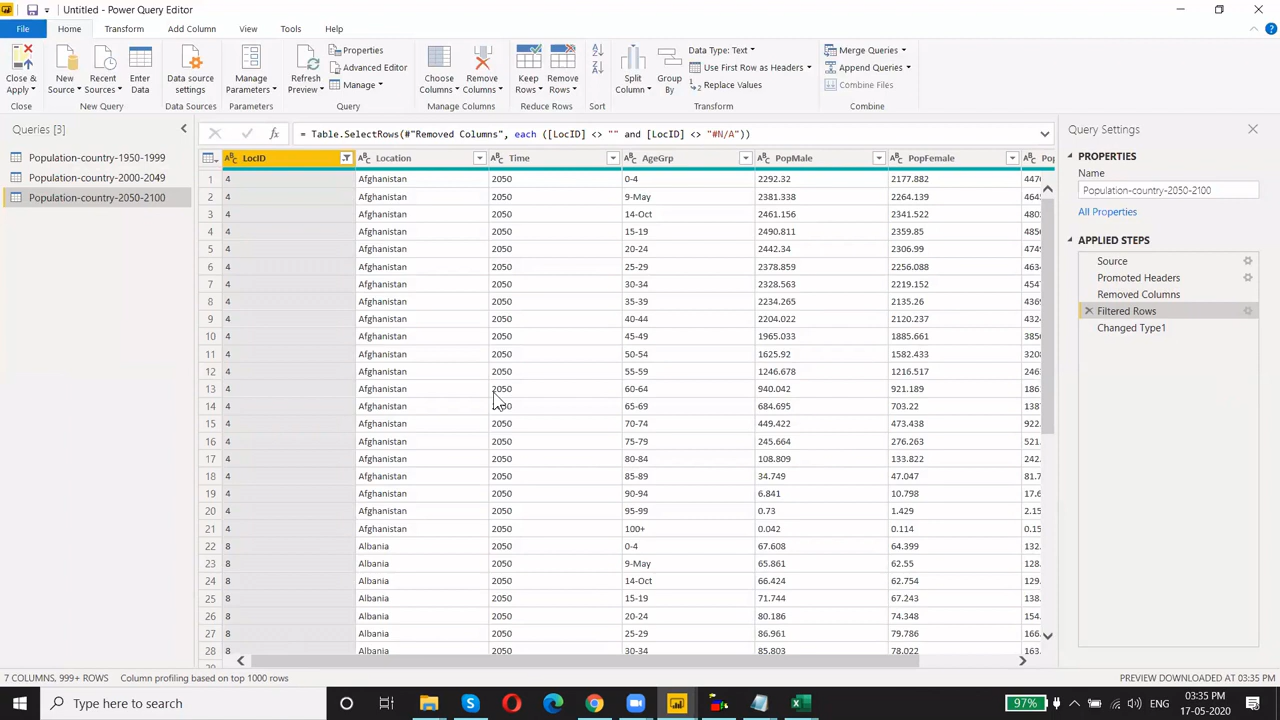 Untitled - Power Query Editor
File Home Transform Add Column View Tools Help
Close & Apply New Source Recent Sources Enter Data Data source settings Manage Parameters Refresh Preview Properties Advanced Editor Manage Choose Columns Remove Columns Keep Rows Remove Rows Split Column Group By Data Type: Text Use First Row as Headers Replace Values Merge Queries Append Queries Combine Files
Close New Query Data Sources Parameters Query Manage Columns Reduce Rows Sort Transform Combine
Queries [3]
Population-country-1950-1999
Population-country-2000-2049
Population-country-2050-2100
= Table.SelectRows(#"Removed Columns", each ([LocID] <> "" and [LocID] <> "#N/A"))
LocID Location Time AgeGrp PopMale PopFemale
1 4 Afghanistan 2050 0-4 2292.32 2177.882
2 4 Afghanistan 2050 9-May 2381.338 2264.139
3 4 Afghanistan 2050 14-Oct 2461.156 2341.522
4 4 Afghanistan 2050 15-19 2490.811 2359.85
5 4 Afghanistan 2050 20-24 2442.34 2306.99
6 4 Afghanistan 2050 25-29 2378.859 2256.088
7 4 Afghanistan 2050 30-34 2328.563 2219.152
8 4 Afghanistan 2050 35-39 2234.265 2135.26
9 4 Afghanistan 2050 40-44 2204.022 2120.237
10 4 Afghanistan 2050 45-49 1965.033 1885.661
11 4 Afghanistan 2050 50-54 1625.92 1582.433
12 4 Afghanistan 2050 55-59 1246.678 1216.517
13 4 Afghanistan 2050 60-64 940.042 921.189
14 4 Afghanistan 2050 65-69 684.695 703.22
15 4 Afghanistan 2050 70-74 449.422 473.438
16 4 Afghanistan 2050 75-79 245.664 276.263
17 4 Afghanistan 2050 80-84 108.809 133.822
18 4 Afghanistan 2050 85-89 34.749 47.047
19 4 Afghanistan 2050 90-94 6.841 10.798
20 4 Afghanistan 2050 95-99 0.73 1.429
21 4 Afghanistan 2050 100+ 0.042 0.114
22 8 Albania 2050 0-4 67.608 64.399
23 8 Albania 2050 9-May 65.861 62.55
24 8 Albania 2050 14-Oct 66.424 62.754
25 8 Albania 2050 15-19 71.744 67.243
26 8 Albania 2050 20-24 80.186 74.348
27 8 Albania 2050 25-29 86.961 79.786
28 8 Albania 2050 30-34 85.803 78.022
Query Settings
PROPERTIES
Name
Population-country-2050-2100
All Properties
APPLIED STEPS
Source
Promoted Headers
Removed Columns
Filtered Rows
Changed Type1
7 COLUMNS, 999+ ROWS Column profiling based on top 1000 rows PREVIEW DOWNLOADED AT 03:35 PM
Type here to search 97% ENG 03:35 PM
17-05-2020